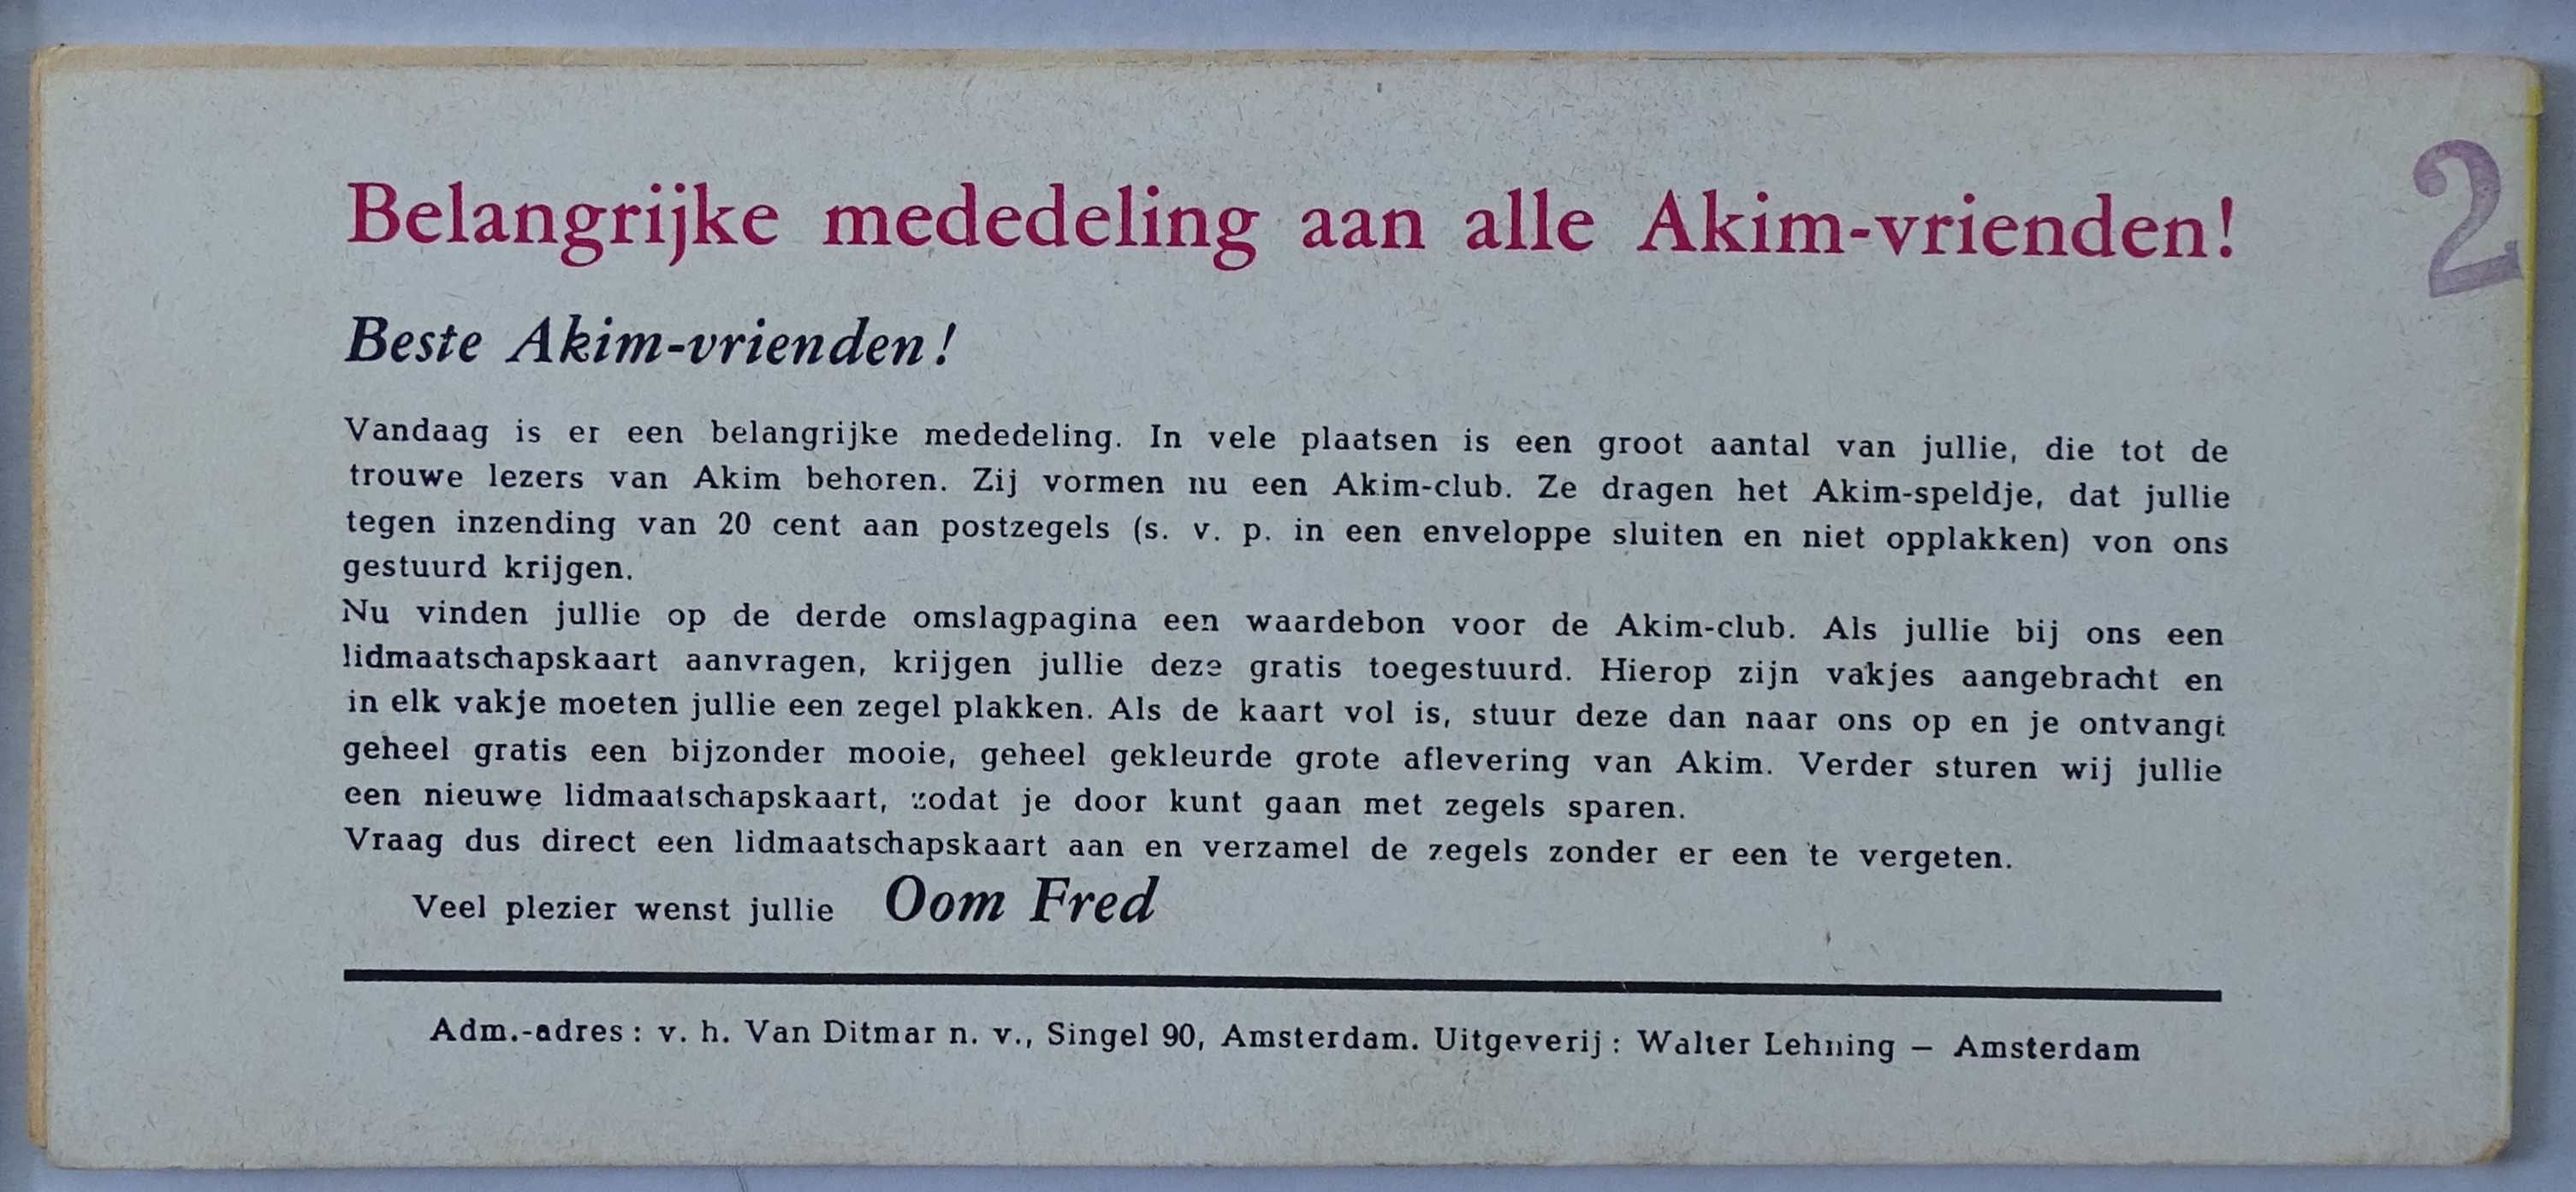 Belangrijke mededeling aan alle Akim-vrienden!
2
Beste Akim-vrienden!
Vandaag is er een belangrijke mededeling. In vele plaatsen is een groot aantal van jullie, die tot de
trouwe lezers van Akim behoren. Zij vormen nu een Akim-club. Ze dragen het Akim-speldje, dat jullie
tegen inzending van 20 cent aan postzegels (s. v. p. in een enveloppe sluiten en niet opplakken) von ons
gestuurd krijgen.
Nu vinden jullie op de derde omslagpagina een waardebon voor de Akim-club. Als jullie bij ons een
lidmaatschapskaart aanvragen, krijgen jullie deze gratis toegestuurd. Hierop zijn vakjes aangebracht en
in elk vakje moeten jullie een zegel plakken. Als de kaart vol is, stuur deze dan naar ons op en je ontvangt
geheel gratis een bijzonder mooie, geheel gekleurde grote aflevering van Akim. Verder sturen wij jullie
een nieuwe lidmaatschapskaart, zodat je door kunt gaan met zegels sparen.
Vraag dus direct een lidmaatschapskaart aan en verzamel de zegels zonder er een te vergeten.
Veel plezier wenst jullie Oom Fred
Adm.-adres : v. h. Van Ditmar n. v., Singel 90, Amsterdam. Uitgeverij : Walter Lehning – Amsterdam